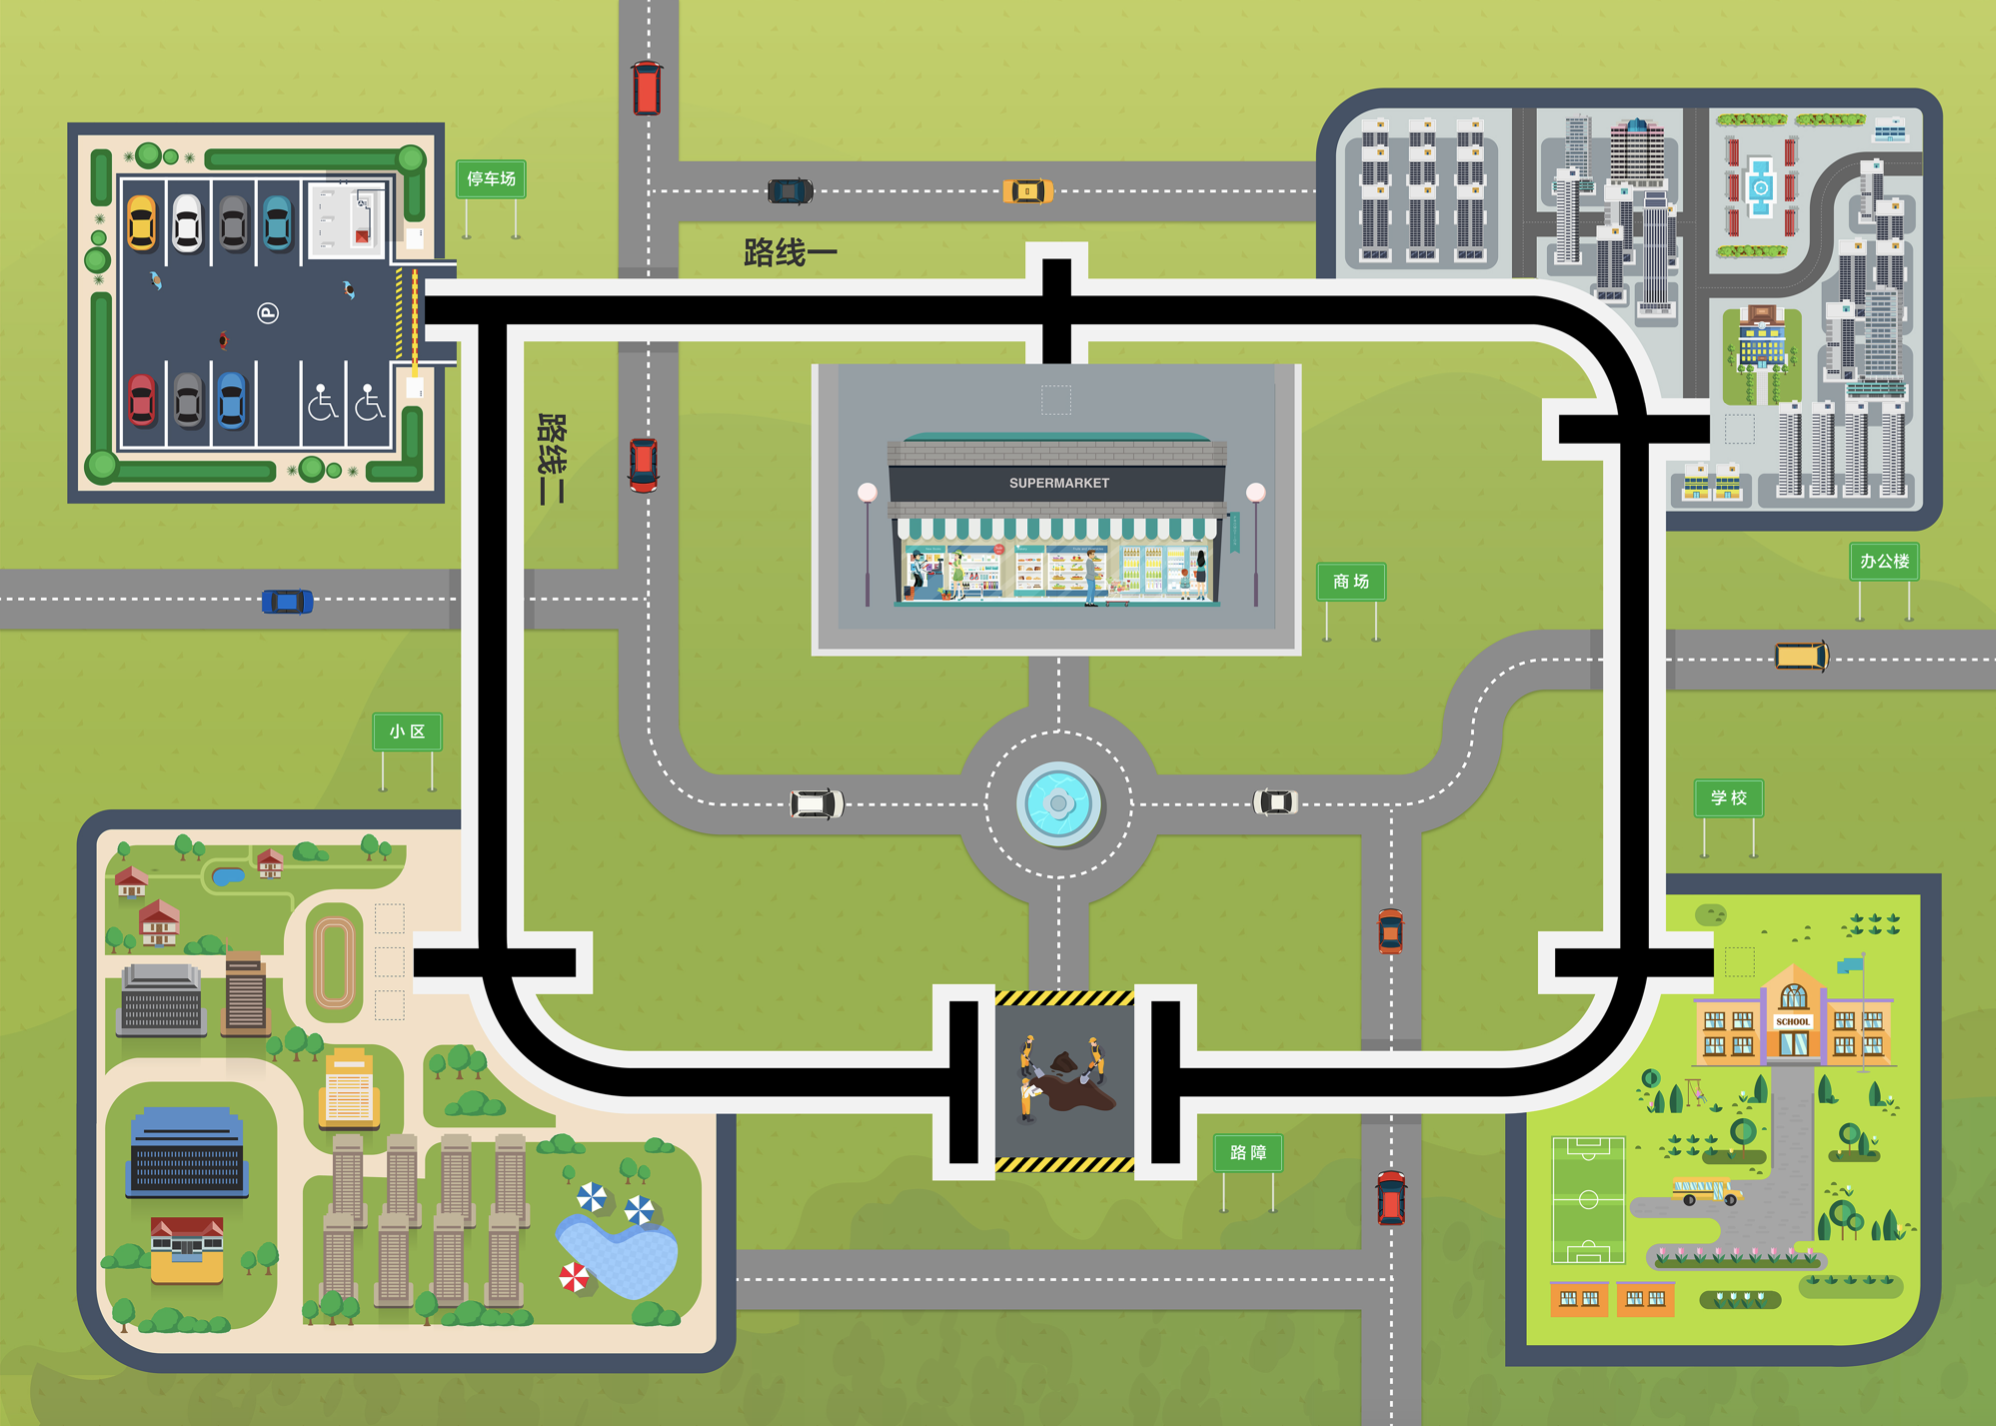 停车场
路线一
路线二
SUPERMARKET
商场
办公楼
小区
学校
SCHOOL
路障
P